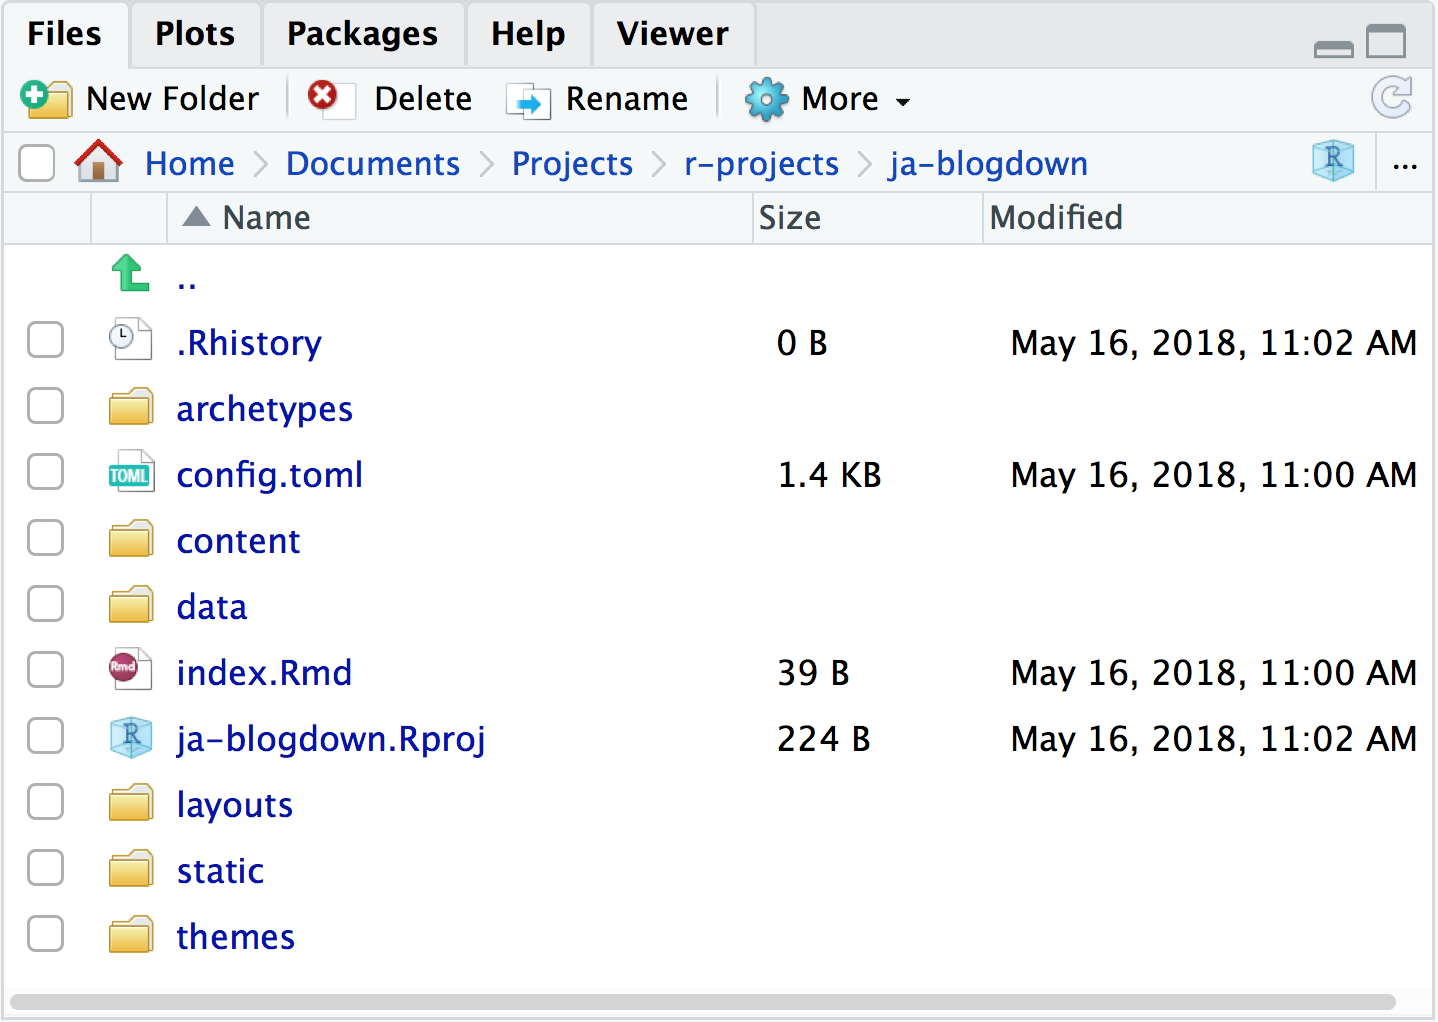 Files Plots Packages Help Viewer
New Folder Delete Rename More
Home Documents Projects r-projects ja-blogdown R ...
Name Size Modified
..
.Rhistory 0 B May 16, 2018, 11:02 AM
archetypes
TOML config.toml 1.4 KB May 16, 2018, 11:00 AM
content
data
Rmd index.Rmd 39 B May 16, 2018, 11:00 AM
R ja-blogdown.Rproj 224 B May 16, 2018, 11:02 AM
layouts
static
themes